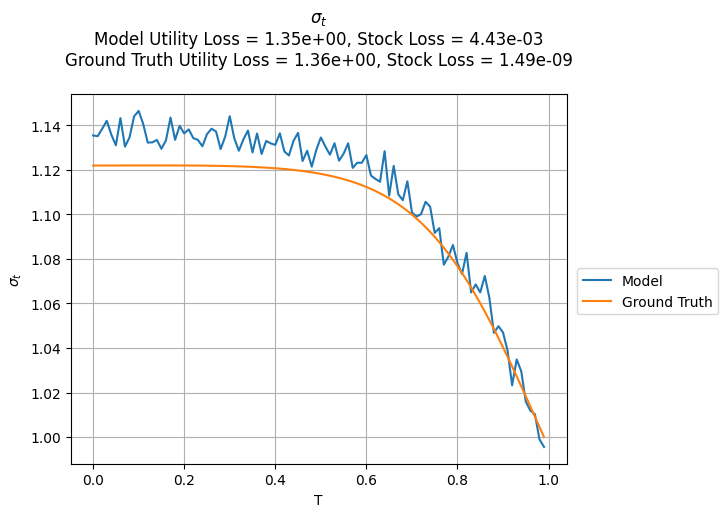 σt
Model Utility Loss = 1.35e+00, Stock Loss = 4.43e-03
Ground Truth Utility Loss = 1.36e+00, Stock Loss = 1.49e-09
1.14
1.12
1.10
1.08
1.06
1.04
1.02
1.00
σt
0.0 0.2 0.4 0.6 0.8 1.0
T
Model
Ground Truth